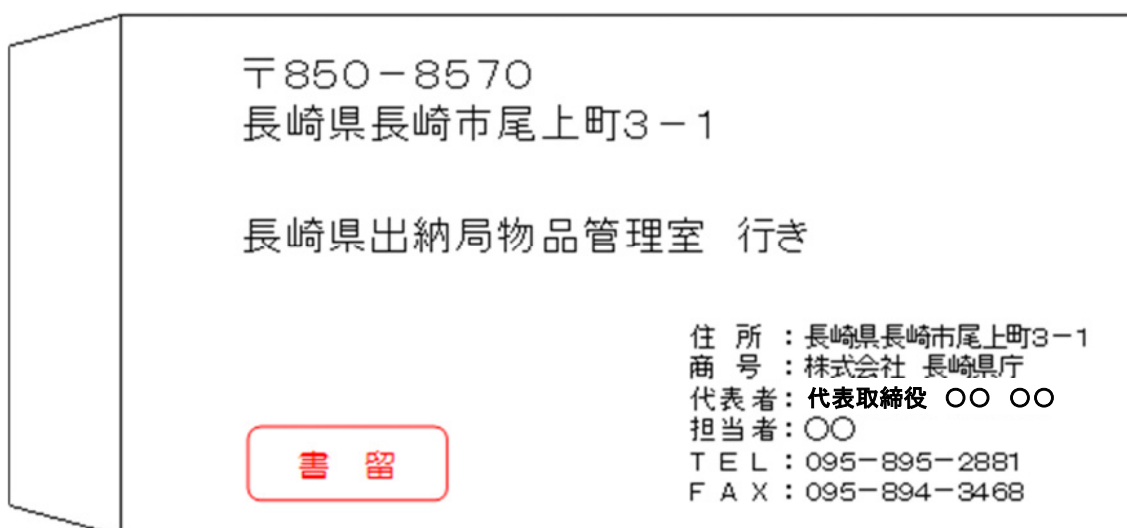 〒850-8570
長崎県長崎市尾上町3-1
長崎県出納局物品管理室 行き
住 所 : 長崎県長崎市尾上町3-1
商 号 : 株式会社 長崎県庁
代表者 : 代表取締役 〇〇 〇〇
担当者 : 〇〇
T E L : 095-895-2881
F A X : 095-894-3468
書 留